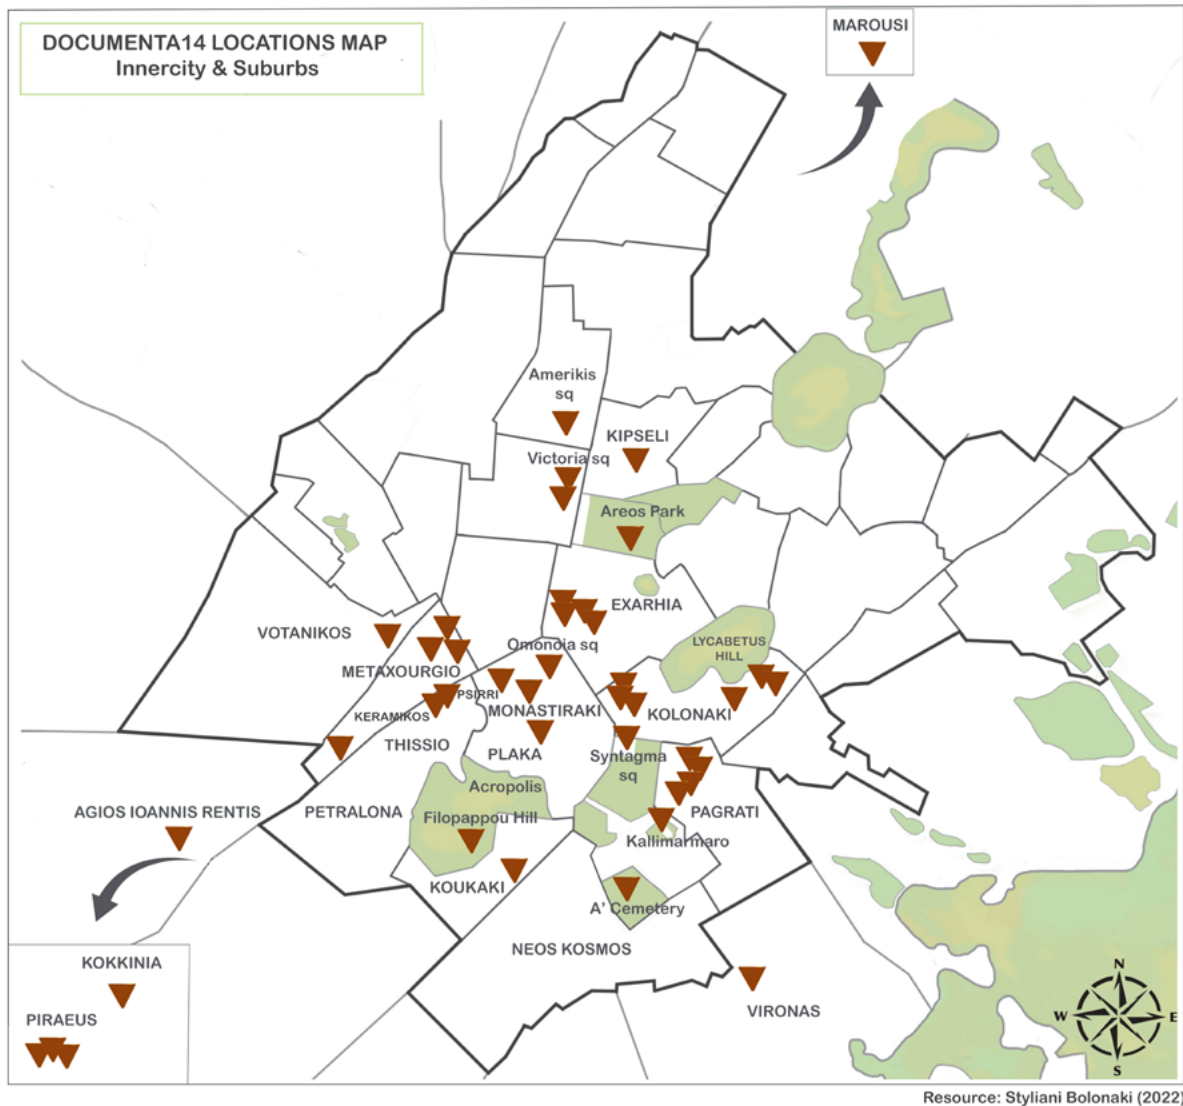 DOCUMENTA14 LOCATIONS MAP
Innercity & Suburbs
MAROUSI
Amerikis
sq
KIPSELI
Victoria sq
Areos Park
EXARHIA
VOTANIKOS
Omonoia sq
LYCABETUS
HILL
METAXOURGIO
PSIRRI
KERAMIKOS
MONASTIRAKI
KOLONAKI
THISSIO
PLAKA
Syntagma
sq
Acropolis
AGIOS IOANNIS RENTIS
PETRALONA
Filopappou Hill
PAGRATI
Kallimarmaro
KOUKAKI
A' Cemetery
NEOS KOSMOS
KOKKINIA
VIRONAS
PIRAEUS
N
W
E
S
Resource: Styliani Bolonaki (2022)